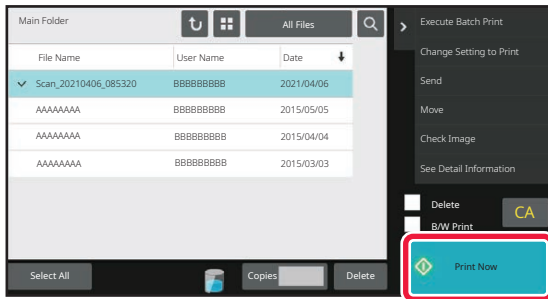 Main Folder
All Files
Execute Batch Print
Change Setting to Print
File Name User Name Date
Send
Scan_20210406_085320 BBBBBBBBB 2021/04/06
AAAAAAAA BBBBBBBBB 2015/05/05
Move
AAAAAAAA BBBBBBBBB 2015/04/04
Check Image
AAAAAAAA BBBBBBBBB 2015/03/03
See Detail Information
Delete
CA
B/W Print
Select All
Copies
Delete
Print Now